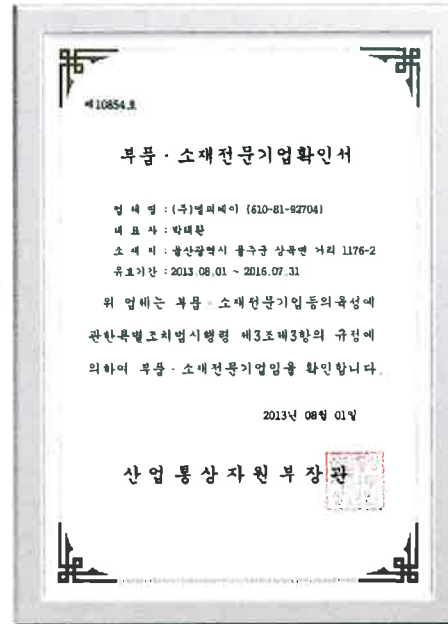 제10854호
부품·소재전문기업확인서
업 체 명 : (주)엘피케이 (610-81-92704)
대 표 사 : 박태환
소 재 지 : 울산광역시 울주군 상북면 거리 1176-2
유효기간 : 2013.08.01 ~ 2016.07.31
위 업체는 부품·소재전문기업등의육성에
관한특별조치법시행령 제3조제3항의 규정에
의하여 부품·소재전문기업임을 확인합니다.
2013년 08월 01일
산업통상자원부장관